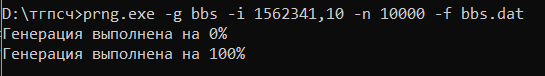 D:\тгпсч>prng.exe -g bbs -i 1562341,10 -n 10000 -f bbs.dat
Генерация выполнена на 0%
Генерация выполнена на 100%